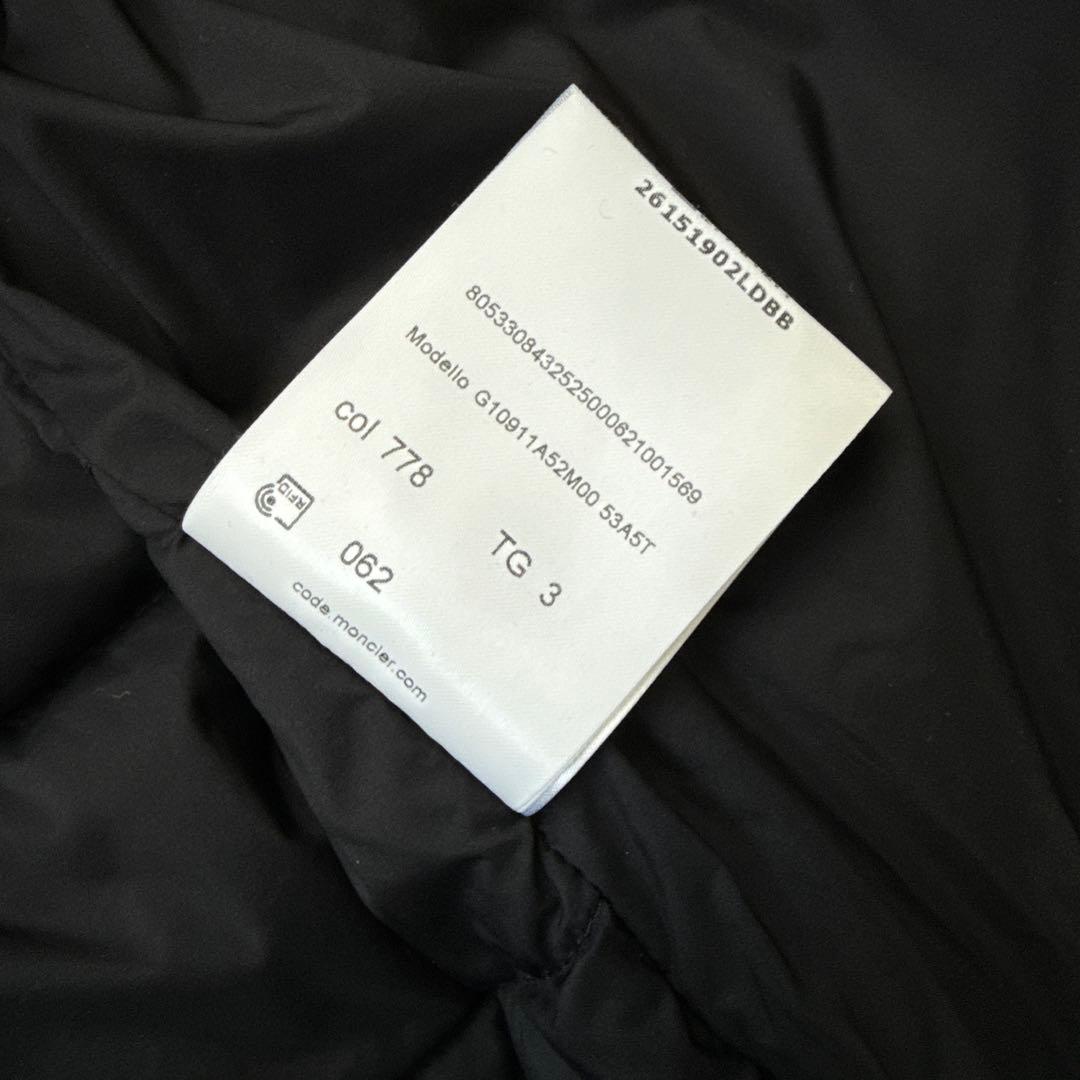 26151902LDBB
8053308432525000621001569
Modello G10911A52M00 53A5T
col 778 TG 3
RFID 062
code.moncler.com